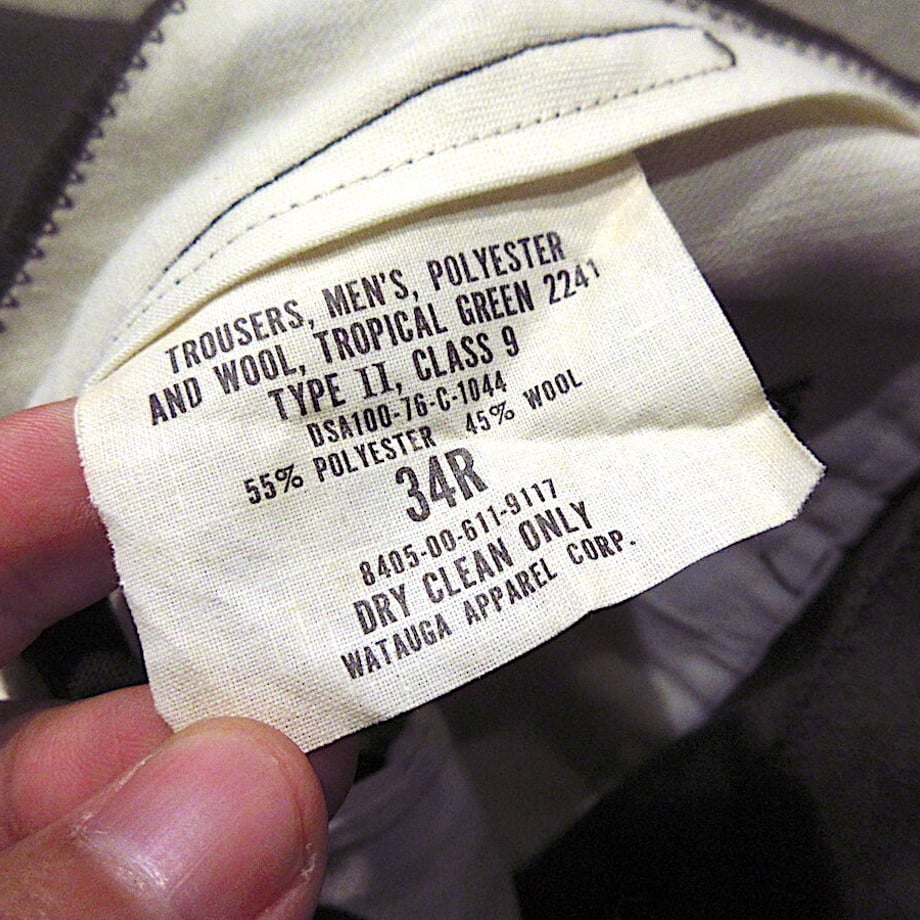 TROUSERS, MEN'S, POLYESTER
AND WOOL, TROPICAL GREEN 2241
TYPE II, CLASS 9
DSA100-76-C-1044
55% POLYESTER 45% WOOL
34R
8405-00-611-9117
DRY CLEAN ONLY
WATAUGA APPAREL CORP.